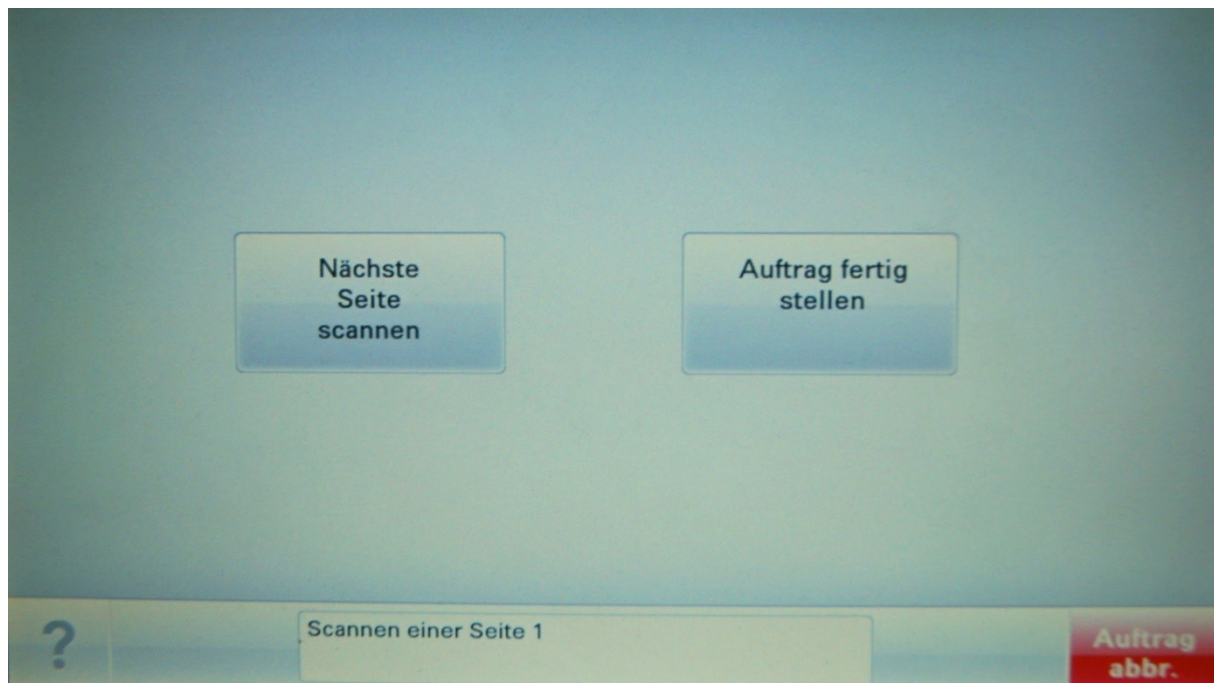 Nächste
Seite
scannen
Auftrag fertig
stellen
?
Scannen einer Seite 1
Auftrag
abbr.